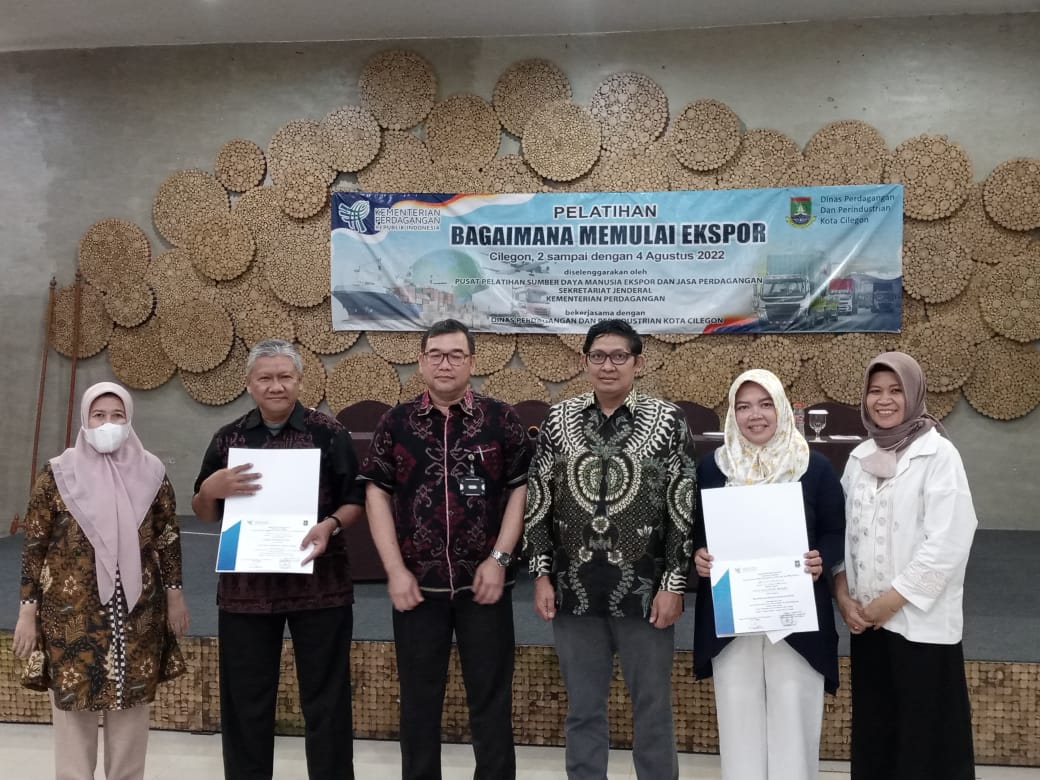 KEMENTERIAN
PERDAGANGAN
REPUBLIK INDONESIA
PELATIHAN
BAGAIMANA MEMULAI EKSPOR
Cilegon, 2 sampai dengan 4 Agustus 2022
diselenggarakan oleh
PUSAT PELATIHAN SUMBER DAYA MANUSIA EKSPOR DAN JASA PERDAGANGAN
SEKRETARIAT JENDERAL
KEMENTERIAN PERDAGANGAN
bekerjasama dengan
DINAS PERDAGANGAN DAN PERINDUSTRIAN KOTA CILEGON
Dinas Perdagangan
Dan Perindustrian
Kota Cilegon